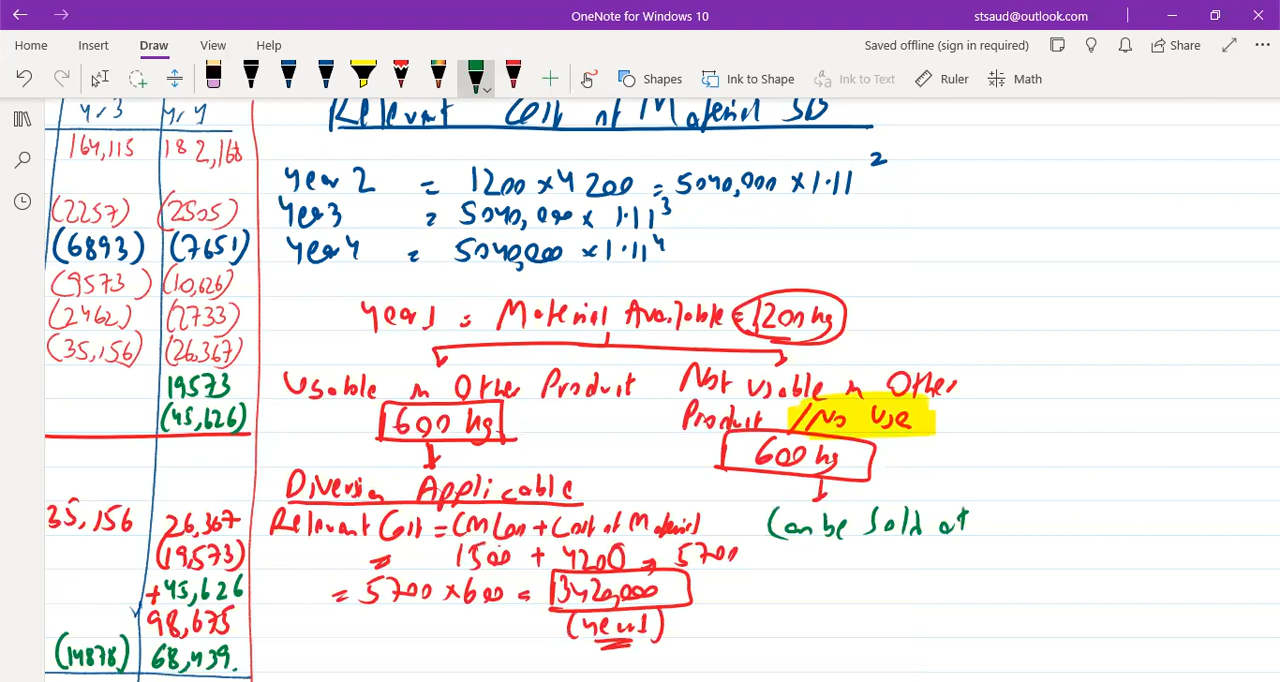 OneNote for Windows 10
stsaud@outlook.com
Home Insert Draw View Help
Saved offline (sign in required)
Share
Shapes
Ink to Shape
Ink to Text
Ruler
Math
Relevant Cost of Material SD
yr3 yr4
164,115 182,168
(2257) (2505)
(6893) (7651)
(9573) (10,626)
(2462) (2733)
(35,156) (26,367)
19573
(45,626)
35,156 26,367
(19,573)
+45,626
98,675
(14878) 68,439.
year 2 = 1200 × 4200 = 5040,000 × 1.11²
year 3 = 5040,000 × 1.11³
year 4 = 5040,000 × 1.11⁴
year 1 = Material Available = 1200 kg
Usable in Other Product
600 kg
Not usable in Other
Product / No Use
600 kg
Diversion Applicable
Relevant Cost = CM Lon + Cost of Material
= 1500 + 4200 = 5700
= 5700 × 600 = 3420,000
(year 1)
Can be Sold at